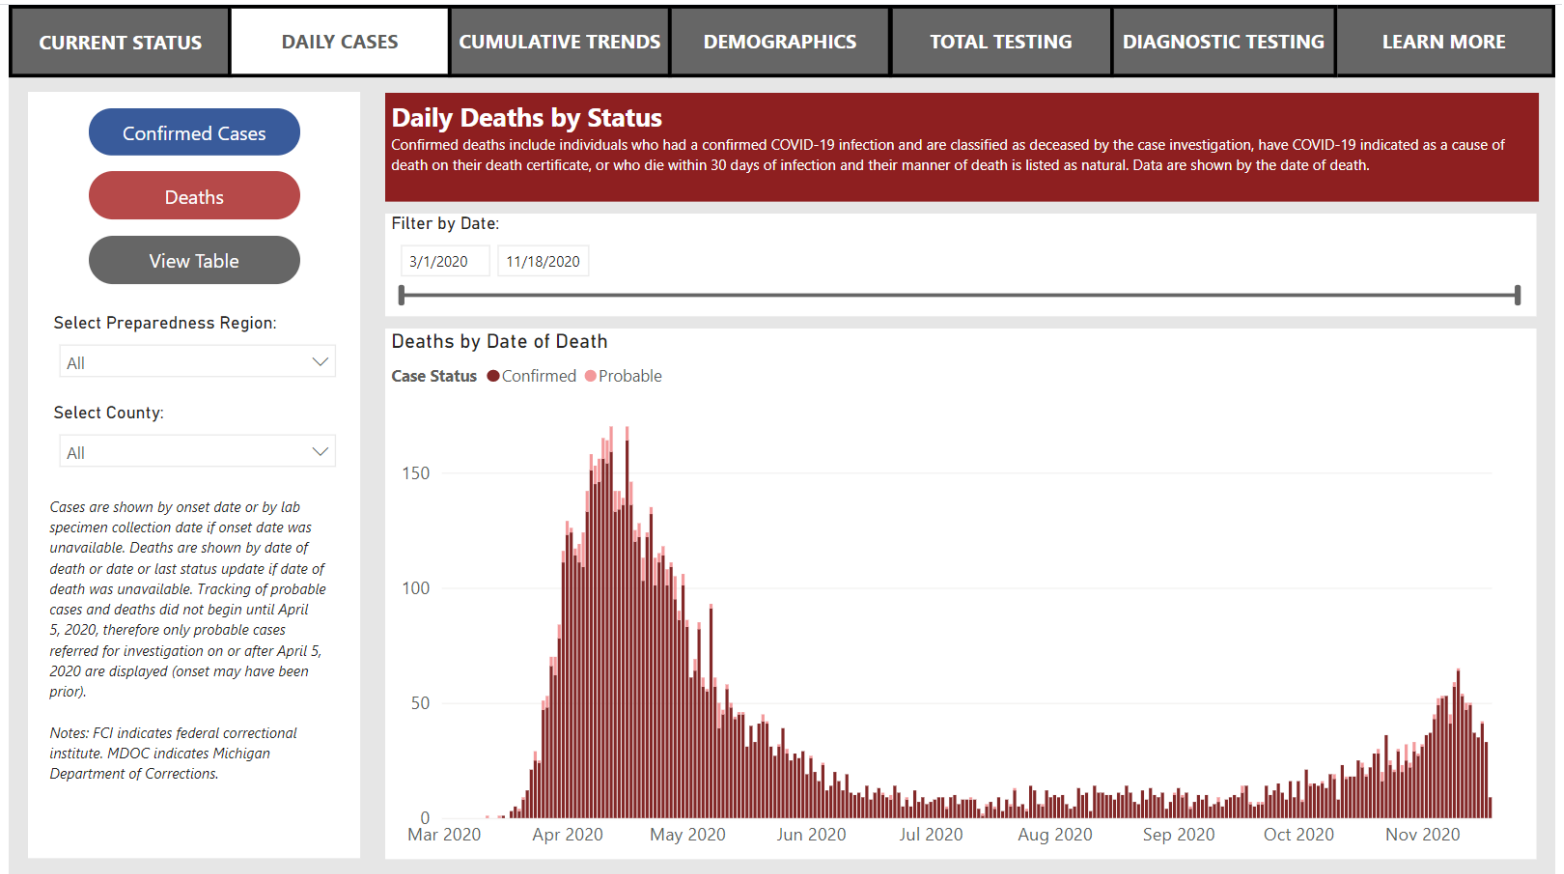 CURRENT STATUS
DAILY CASES
CUMULATIVE TRENDS
DEMOGRAPHICS
TOTAL TESTING
DIAGNOSTIC TESTING
LEARN MORE
Confirmed Cases
Deaths
View Table
Select Preparedness Region:
All
Select County:
All
Cases are shown by onset date or by lab
specimen collection date if onset date was
unavailable. Deaths are shown by date of
death or date or last status update if date of
death was unavailable. Tracking of probable
cases and deaths did not begin until April
5, 2020, therefore only probable cases
referred for investigation on or after April 5,
2020 are displayed (onset may have been
prior).
Notes: FCI indicates federal correctional
institute. MDOC indicates Michigan
Department of Corrections.
Daily Deaths by Status
Confirmed deaths include individuals who had a confirmed COVID-19 infection and are classified as deceased by the case investigation, have COVID-19 indicated as a cause of
death on their death certificate, or who die within 30 days of infection and their manner of death is listed as natural. Data are shown by the date of death.
Filter by Date:
3/1/2020
11/18/2020
Deaths by Date of Death
Case Status Confirmed Probable
150
100
50
0
Mar 2020
Apr 2020
May 2020
Jun 2020
Jul 2020
Aug 2020
Sep 2020
Oct 2020
Nov 2020